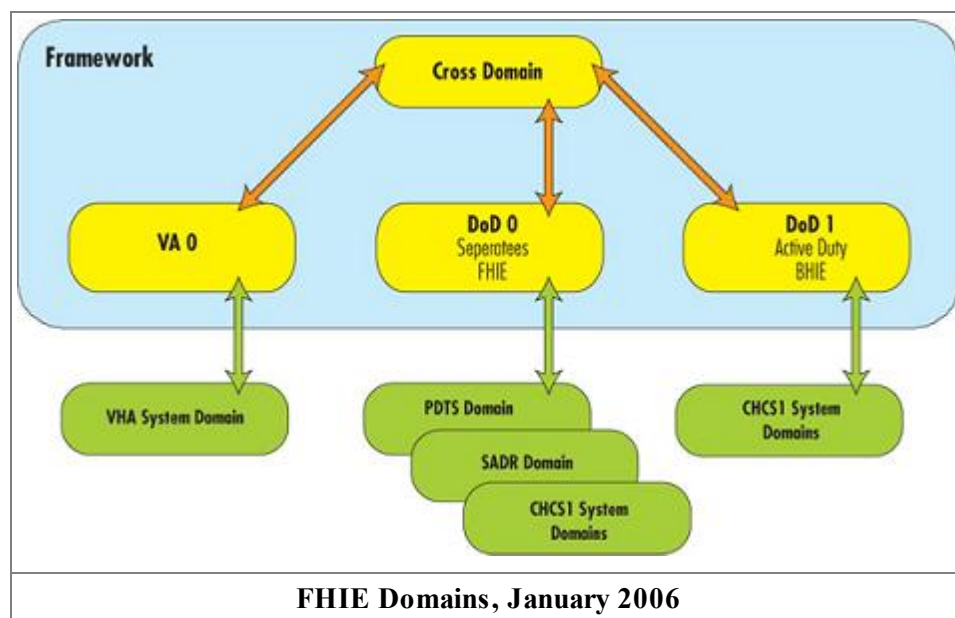 Framework
Cross Domain
VA 0
DoD 0
Seperatees
FHIE
DoD 1
Active Duty
BHIE
VHA System Domain
PDTS Domain
SADR Domain
CHCS1 System
Domains
CHCS1 System
Domains
FHIE Domains, January 2006